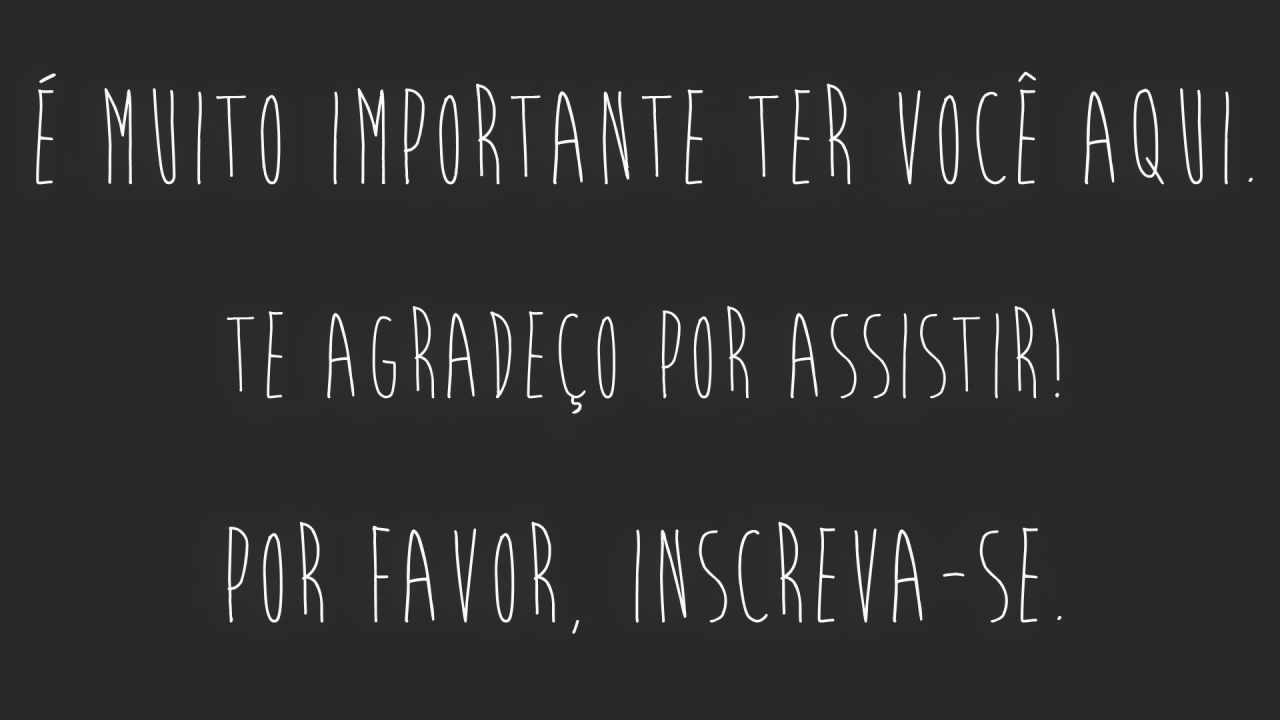 É MUITO IMPORTANTE TER VOCÊ AQUI.
TE AGRADEÇO POR ASSISTIR!
POR FAVOR, INSCREVA-SE.